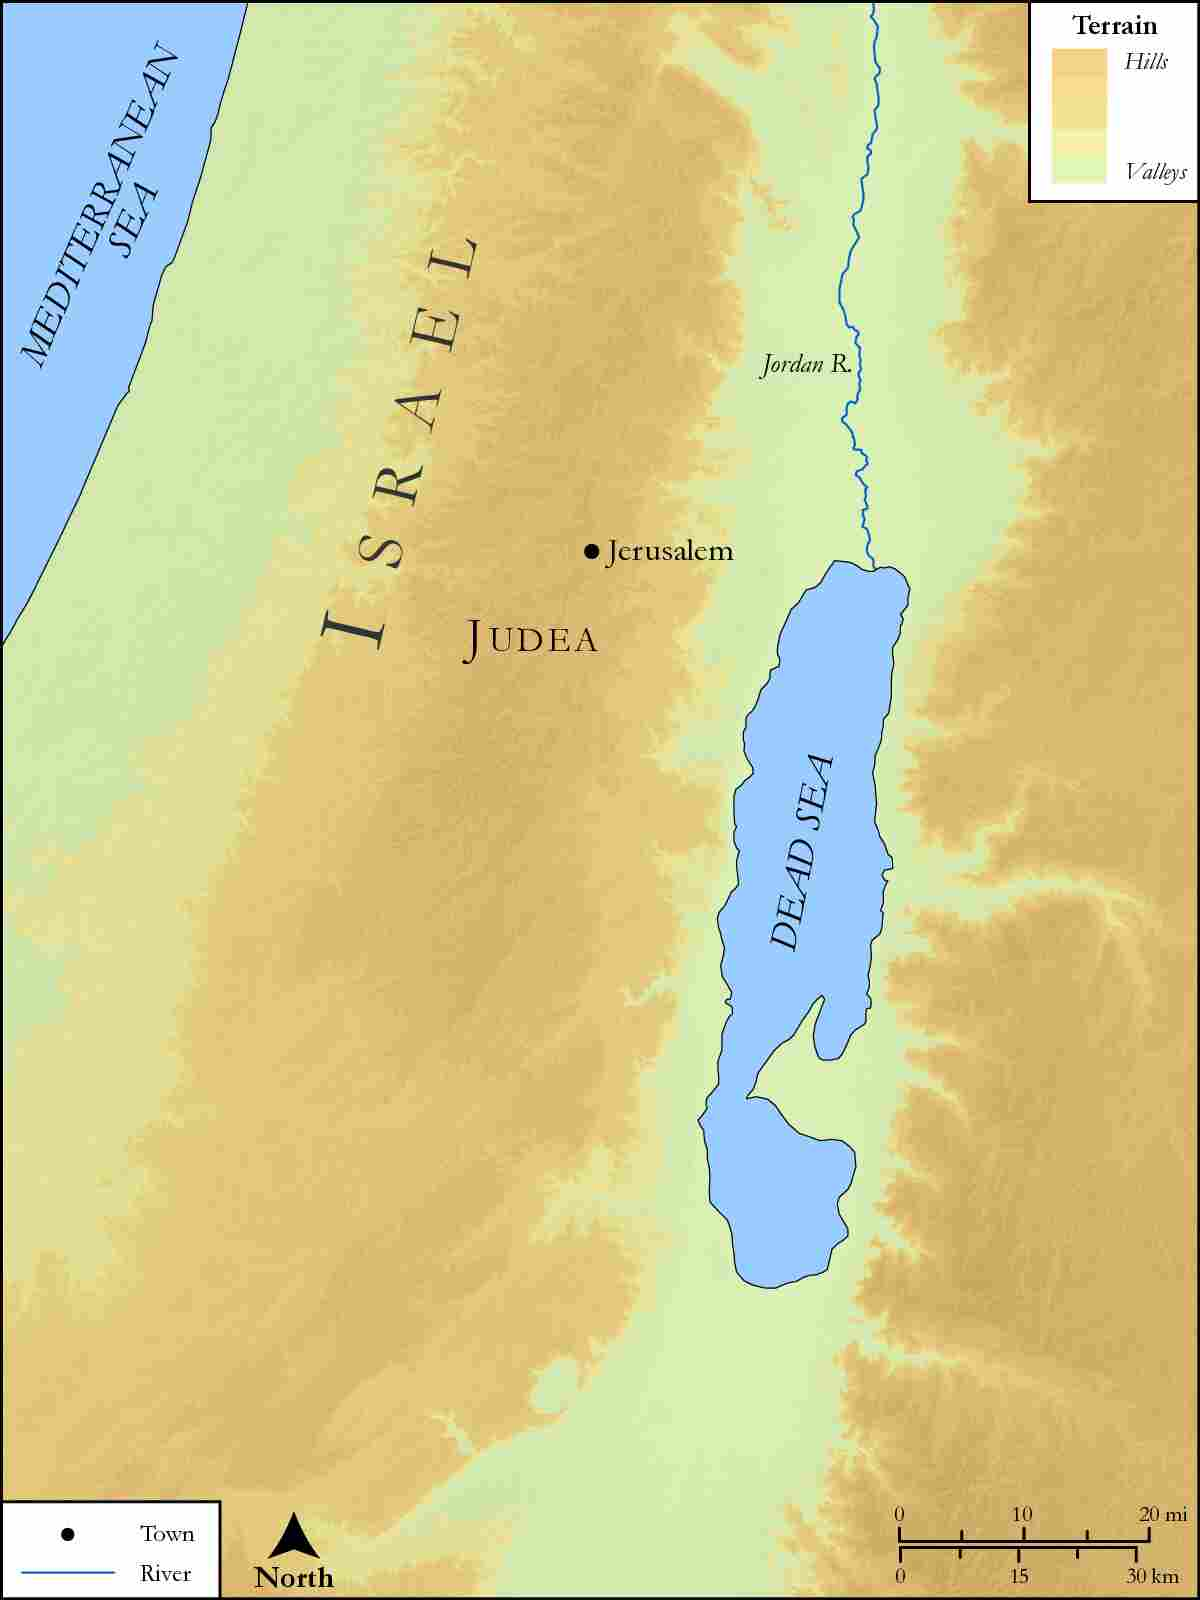 Terrain
Hills
Valleys
MEDITERRANEAN
SEA
ISRAEL
Jordan R.
Jerusalem
JUDEA
DEAD SEA
Town
River
North
0 10 20 mi
0 15 30 km